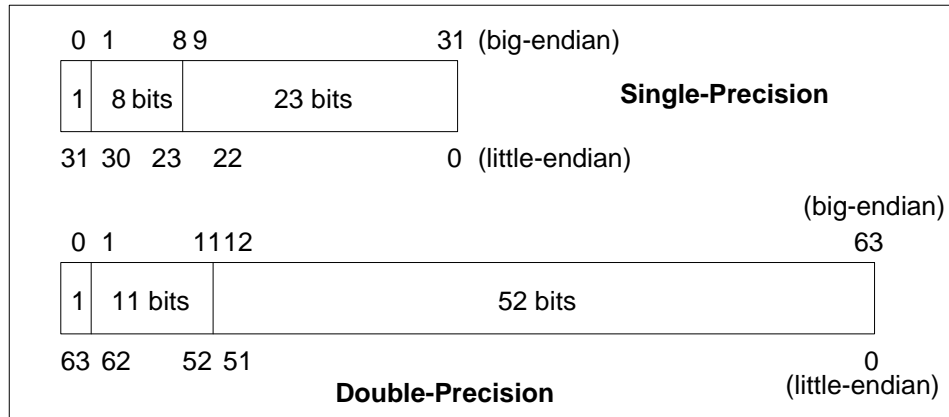 0 1 8 9 31 (big-endian)
1 8 bits 23 bits Single-Precision
31 30 23 22 0 (little-endian)
(big-endian)
0 1 11 12 63
1 11 bits 52 bits
63 62 52 51 0
Double-Precision (little-endian)